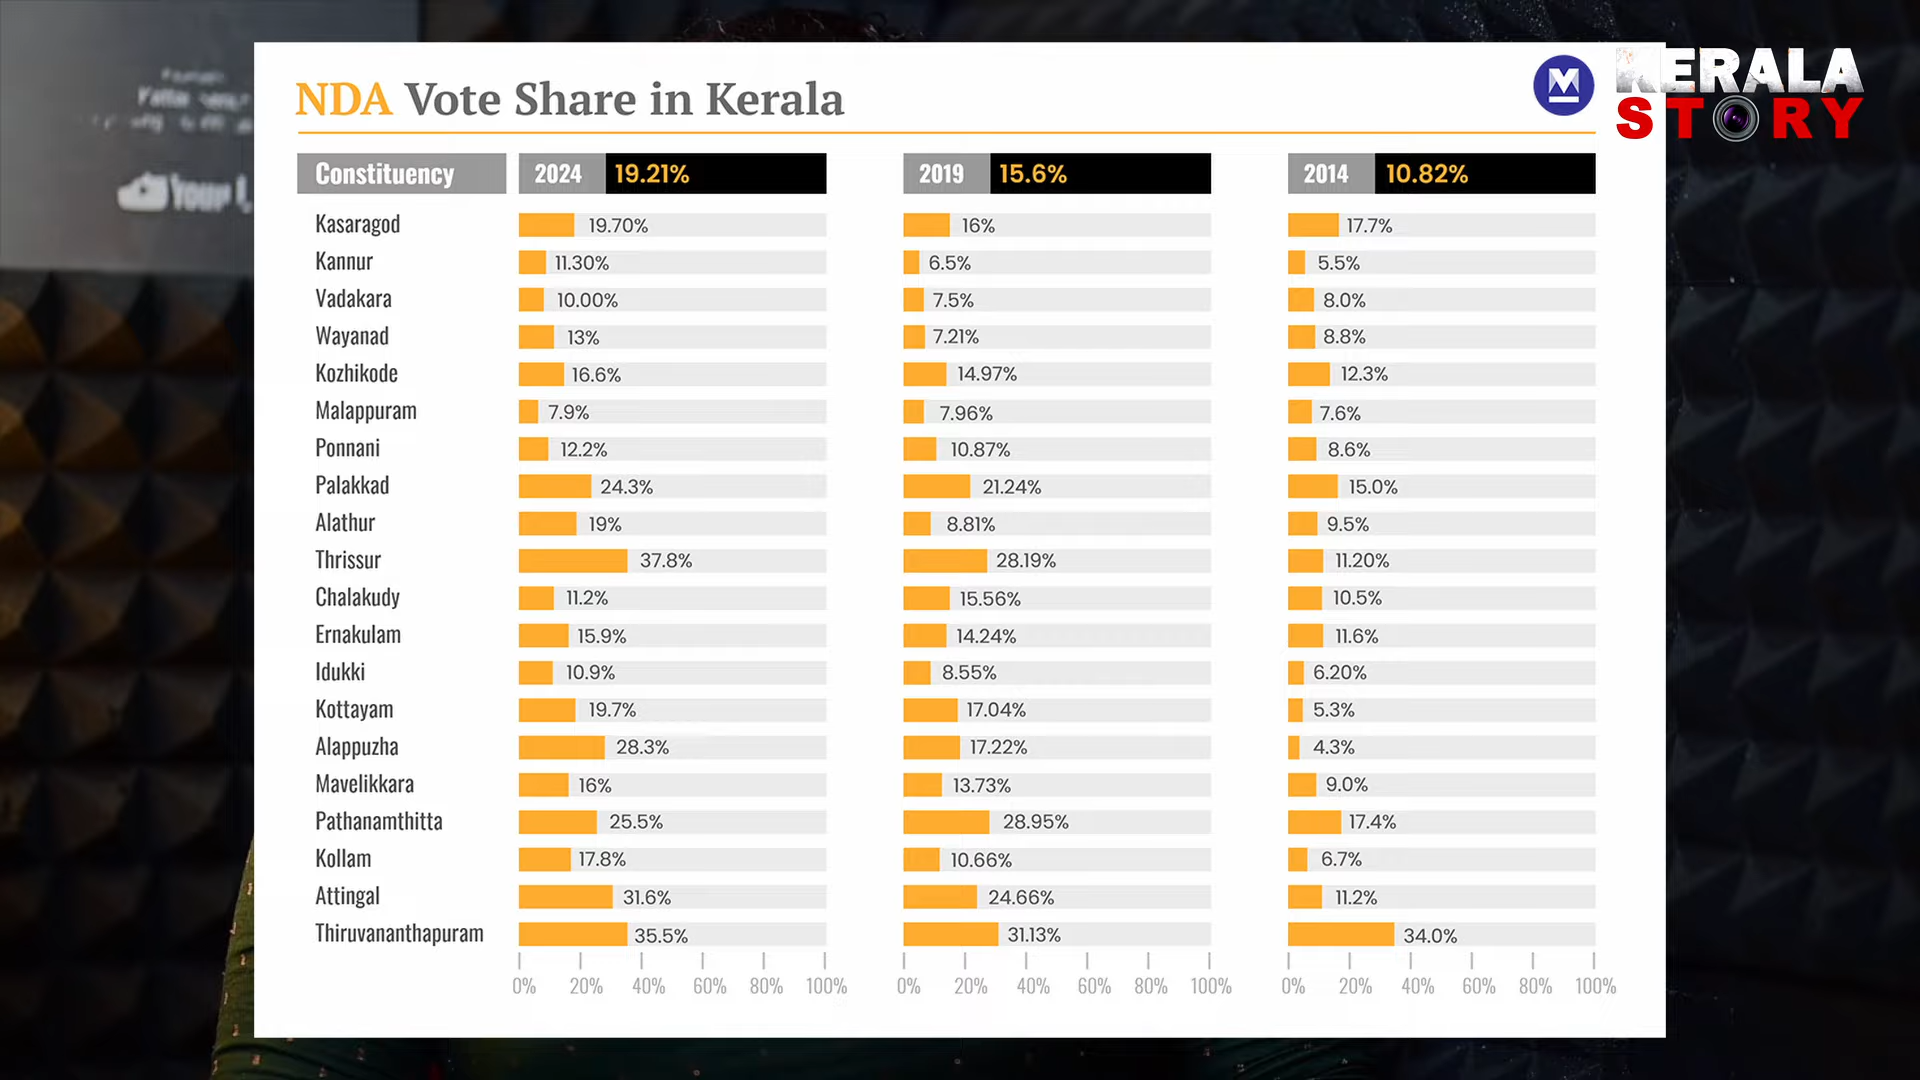 KERALA
STORY
NDA Vote Share in Kerala
Constituency 2024 19.21% 2019 15.6% 2014 10.82%
Kasaragod 19.70% 16% 17.7%
Kannur 11.30% 6.5% 5.5%
Vadakara 10.00% 7.5% 8.0%
Wayanad 13% 7.21% 8.8%
Kozhikode 16.6% 14.97% 12.3%
Malappuram 7.9% 7.96% 7.6%
Ponnani 12.2% 10.87% 8.6%
Palakkad 24.3% 21.24% 15.0%
Alathur 19% 8.81% 9.5%
Thrissur 37.8% 28.19% 11.20%
Chalakudy 11.2% 15.56% 10.5%
Ernakulam 15.9% 14.24% 11.6%
Idukki 10.9% 8.55% 6.20%
Kottayam 19.7% 17.04% 5.3%
Alappuzha 28.3% 17.22% 4.3%
Mavelikkara 16% 13.73% 9.0%
Pathanamthitta 25.5% 28.95% 17.4%
Kollam 17.8% 10.66% 6.7%
Attingal 31.6% 24.66% 11.2%
Thiruvananthapuram 35.5% 31.13% 34.0%
0% 20% 40% 60% 80% 100% 0% 20% 40% 60% 80% 100% 0% 20% 40% 60% 80% 100%